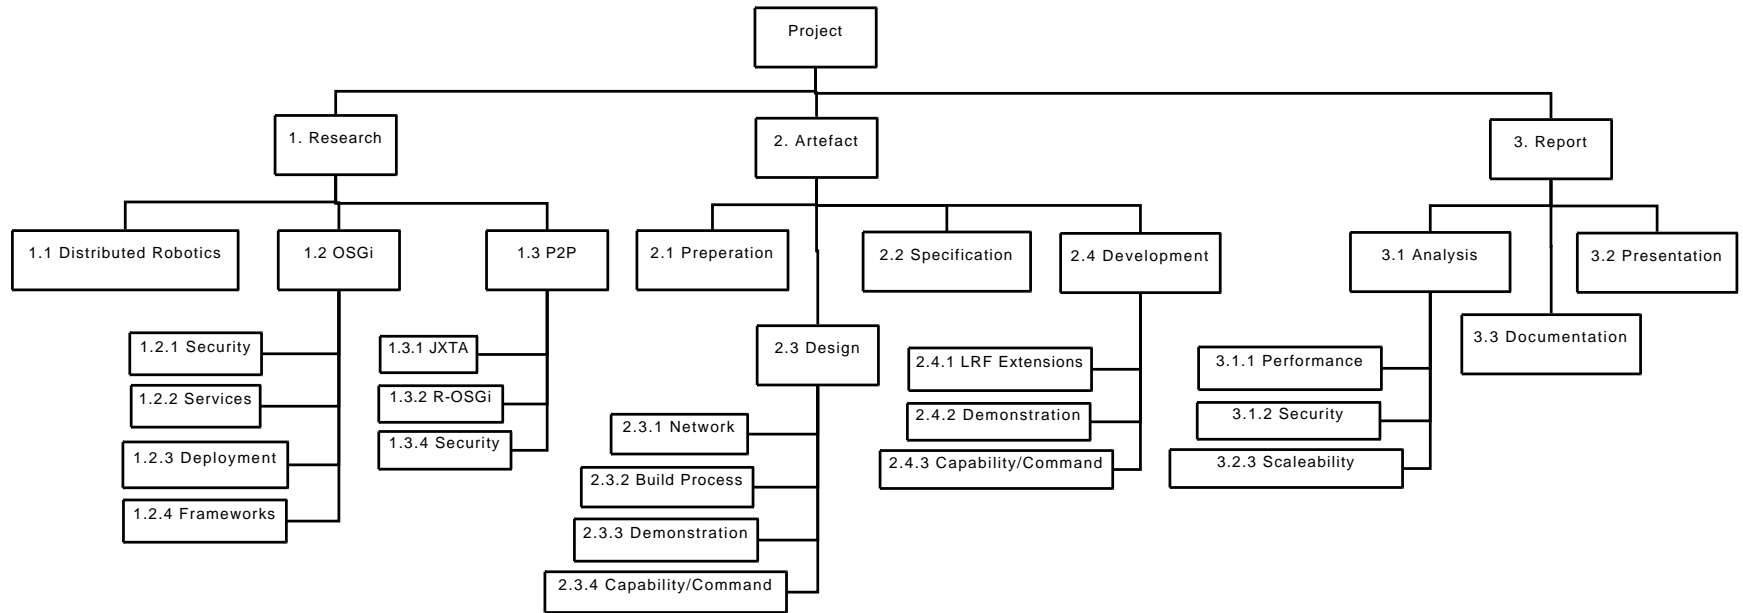 Project
1. Research
2. Artefact
3. Report
1.1 Distributed Robotics
1.2 OSGi
1.3 P2P
2.1 Preperation
2.2 Specification
2.4 Development
3.1 Analysis
3.2 Presentation
1.2.1 Security
1.2.2 Services
1.2.3 Deployment
1.2.4 Frameworks
1.3.1 JXTA
1.3.2 R-OSGi
1.3.4 Security
2.3 Design
2.3.1 Network
2.3.2 Build Process
2.3.3 Demonstration
2.3.4 Capability/Command
2.4.1 LRF Extensions
2.4.2 Demonstration
2.4.3 Capability/Command
3.1.1 Performance
3.1.2 Security
3.2.3 Scaleability
3.3 Documentation